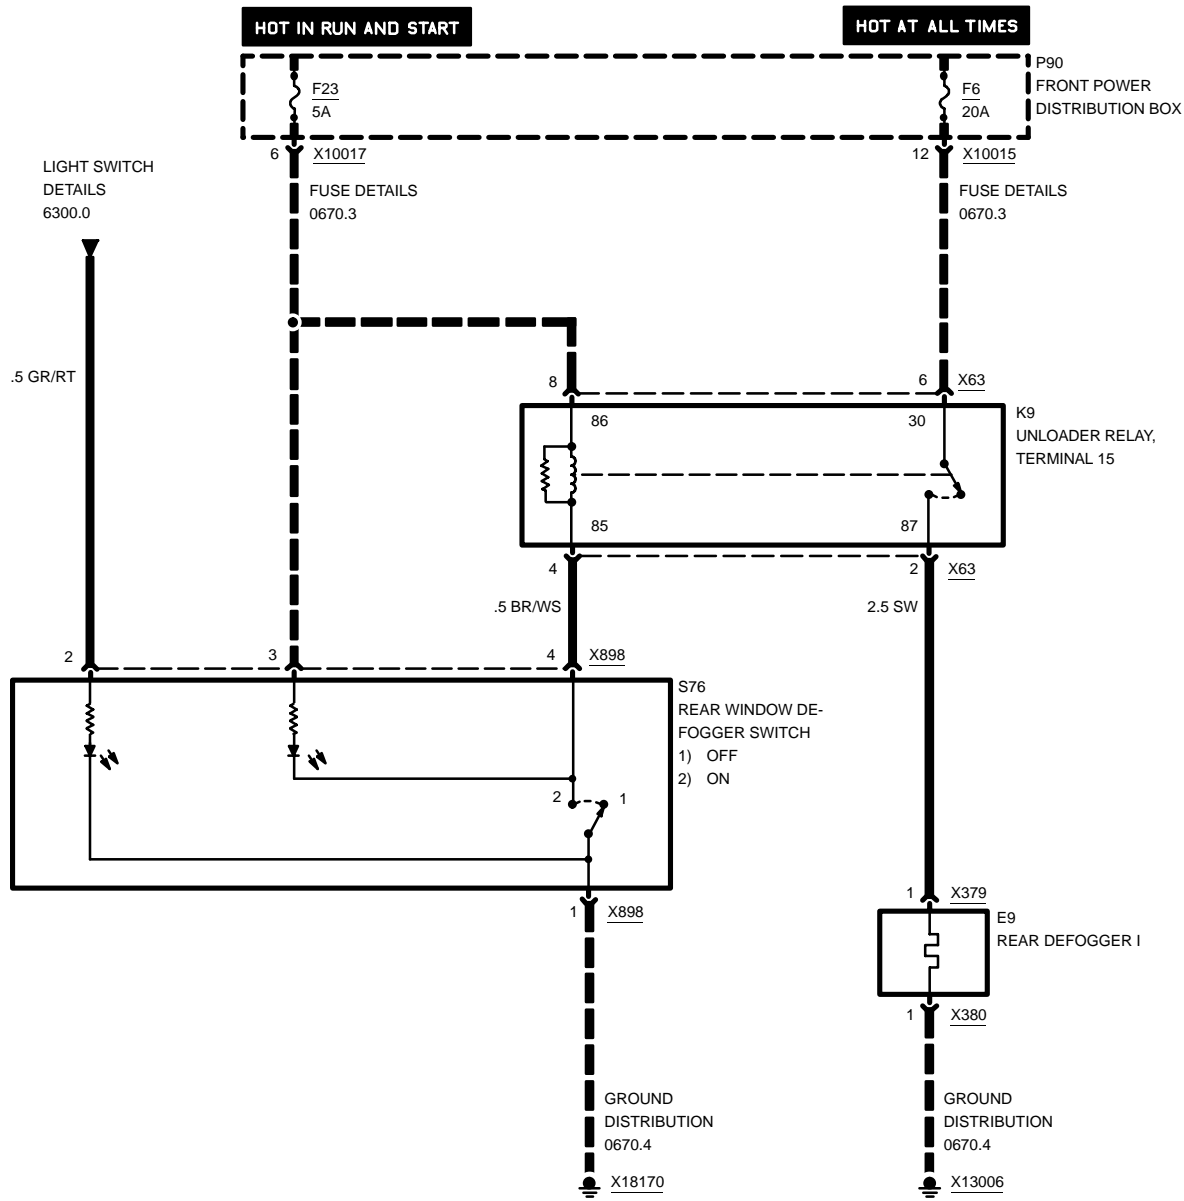 HOT IN RUN AND START
HOT AT ALL TIMES
P90
FRONT POWER
DISTRIBUTION BOX
F23
5A
F6
20A
6 X10017
12 X10015
LIGHT SWITCH
DETAILS
6300.0
FUSE DETAILS
0670.3
FUSE DETAILS
0670.3
.5 GR/RT
8
6 X63
86
30
K9
UNLOADER RELAY,
TERMINAL 15
85
87
4
2 X63
.5 BR/WS
2.5 SW
2
3
4 X898
S76
REAR WINDOW DE-
FOGGER SWITCH
1) OFF
2) ON
2 1
1 X898
1 X379
E9
REAR DEFOGGER I
1 X380
GROUND
DISTRIBUTION
0670.4
GROUND
DISTRIBUTION
0670.4
X18170
X13006